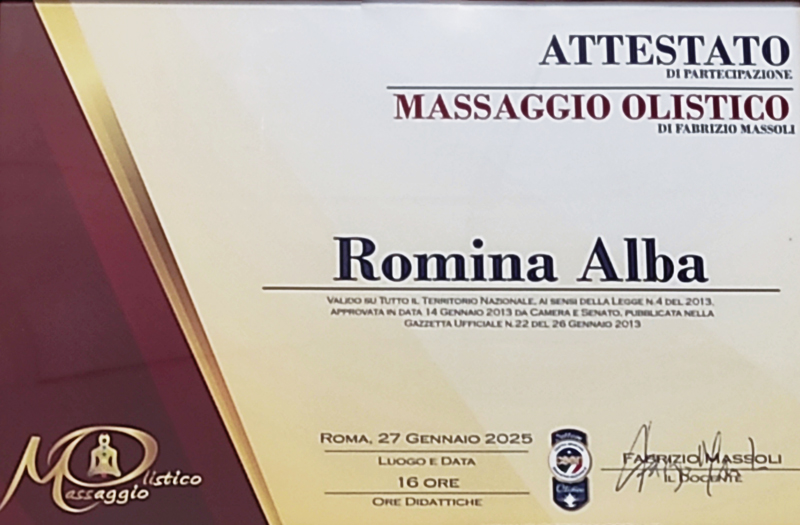 ATTESTATO
DI PARTECIPAZIONE
MASSAGGIO OLISTICO
DI FABRIZIO MASSOLI
Romina Alba
VALIDO SU TUTTO IL TERRITORIO NAZIONALE, AI SENSI DELLA LEGGE N.4 DEL 2013,
APPROVATA IN DATA 14 GENNAIO 2013 DA CAMERA E SENATO, PUBBLICATA NELLA
GAZZETTA UFFICIALE N.22 DEL 26 GENNAIO 2013
ROMA, 27 GENNAIO 2025
LUOGO E DATA
16 ORE
ORE DIDATTICHE
FABRIZIO MASSOLI
IL DOCENTE
Massaggio Olistico